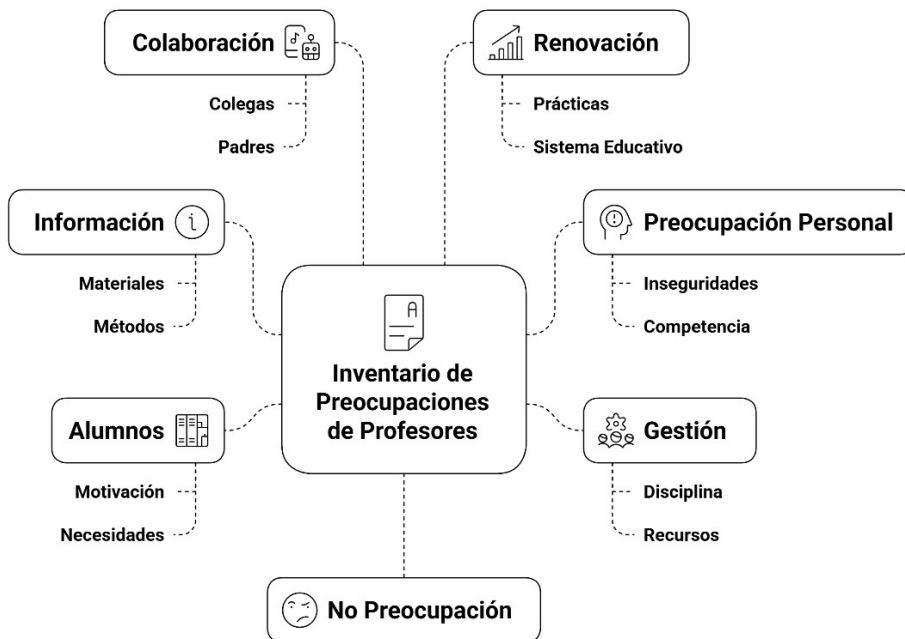 Colaboración
Colegas
Padres
Renovación
Prácticas
Sistema Educativo
Información
Materiales
Métodos
Preocupación Personal
Inseguridades
Competencia
A
Inventario de
Preocupaciones
de Profesores
Alumnos
Motivación
Necesidades
Gestión
Disciplina
Recursos
No Preocupación